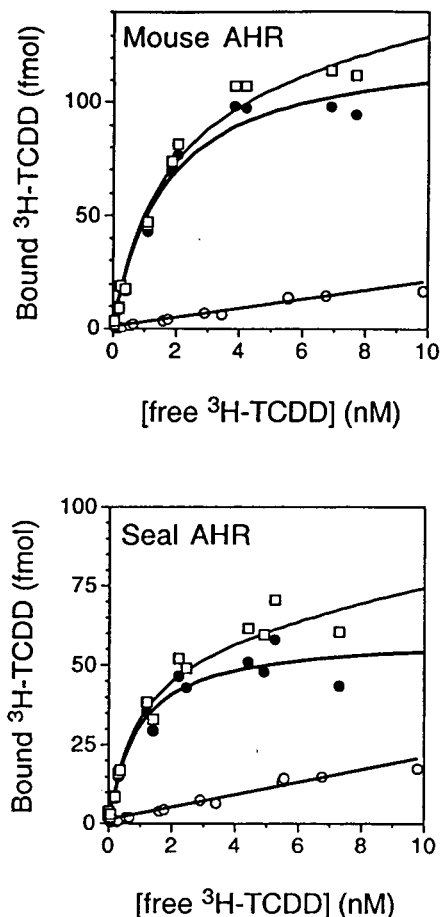 Mouse AHR
Bound ³H-TCDD (fmol)
100
50
0
0 2 4 6 8 10
[free ³H-TCDD] (nM)
Seal AHR
Bound ³H-TCDD (fmol)
100
75
50
25
0
0 2 4 6 8 10
[free ³H-TCDD] (nM)